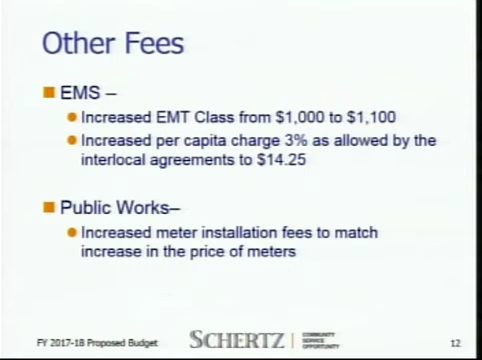 Other Fees
EMS –
Increased EMT Class from $1,000 to $1,100
Increased per capita charge 3% as allowed by the
interlocal agreements to $14.25
Public Works–
Increased meter installation fees to match
increase in the price of meters
FY 2017-18 Proposed Budget
SCHERTZ
COMMUNITY
SERVICE
OPPORTUNITY
12